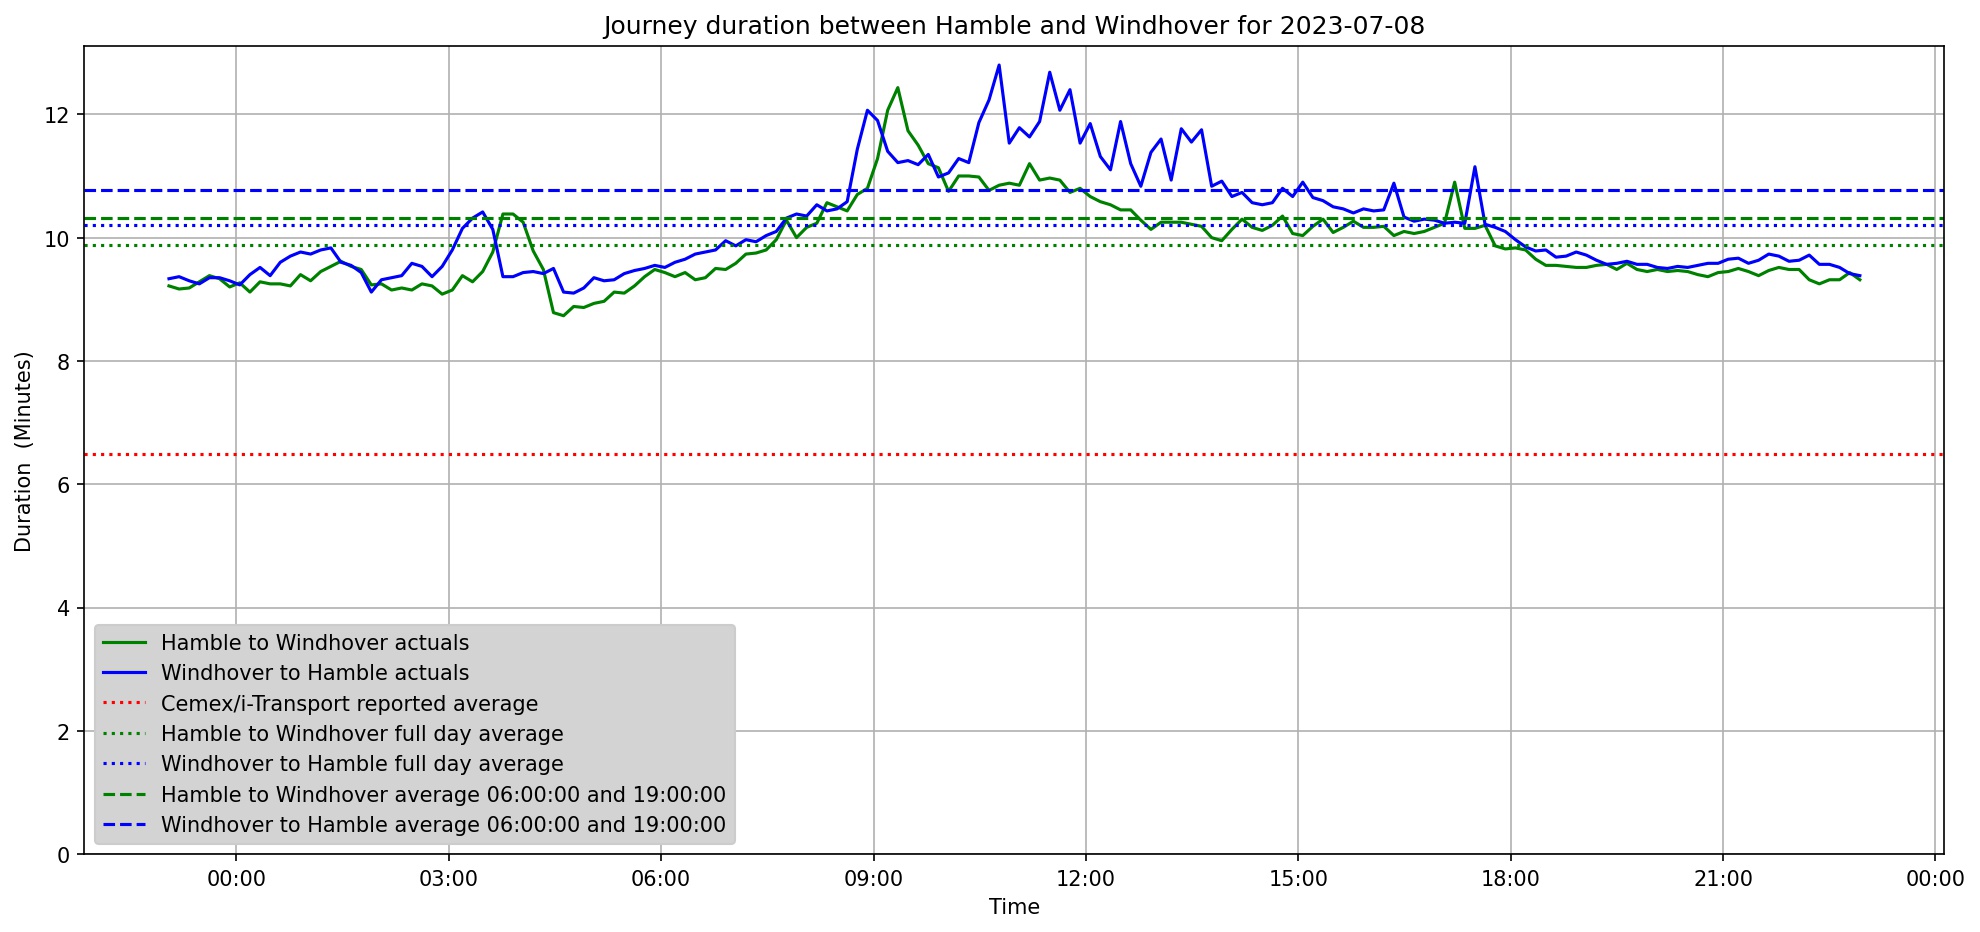 Journey duration between Hamble and Windhover for 2023-07-08
12
10
8
6
4
2
0
Duration  (Minutes)
Hamble to Windhover actuals
Windhover to Hamble actuals
Cemex/i-Transport reported average
Hamble to Windhover full day average
Windhover to Hamble full day average
Hamble to Windhover average 06:00:00 and 19:00:00
Windhover to Hamble average 06:00:00 and 19:00:00
00:00 03:00 06:00 09:00 12:00 15:00 18:00 21:00 00:00
Time